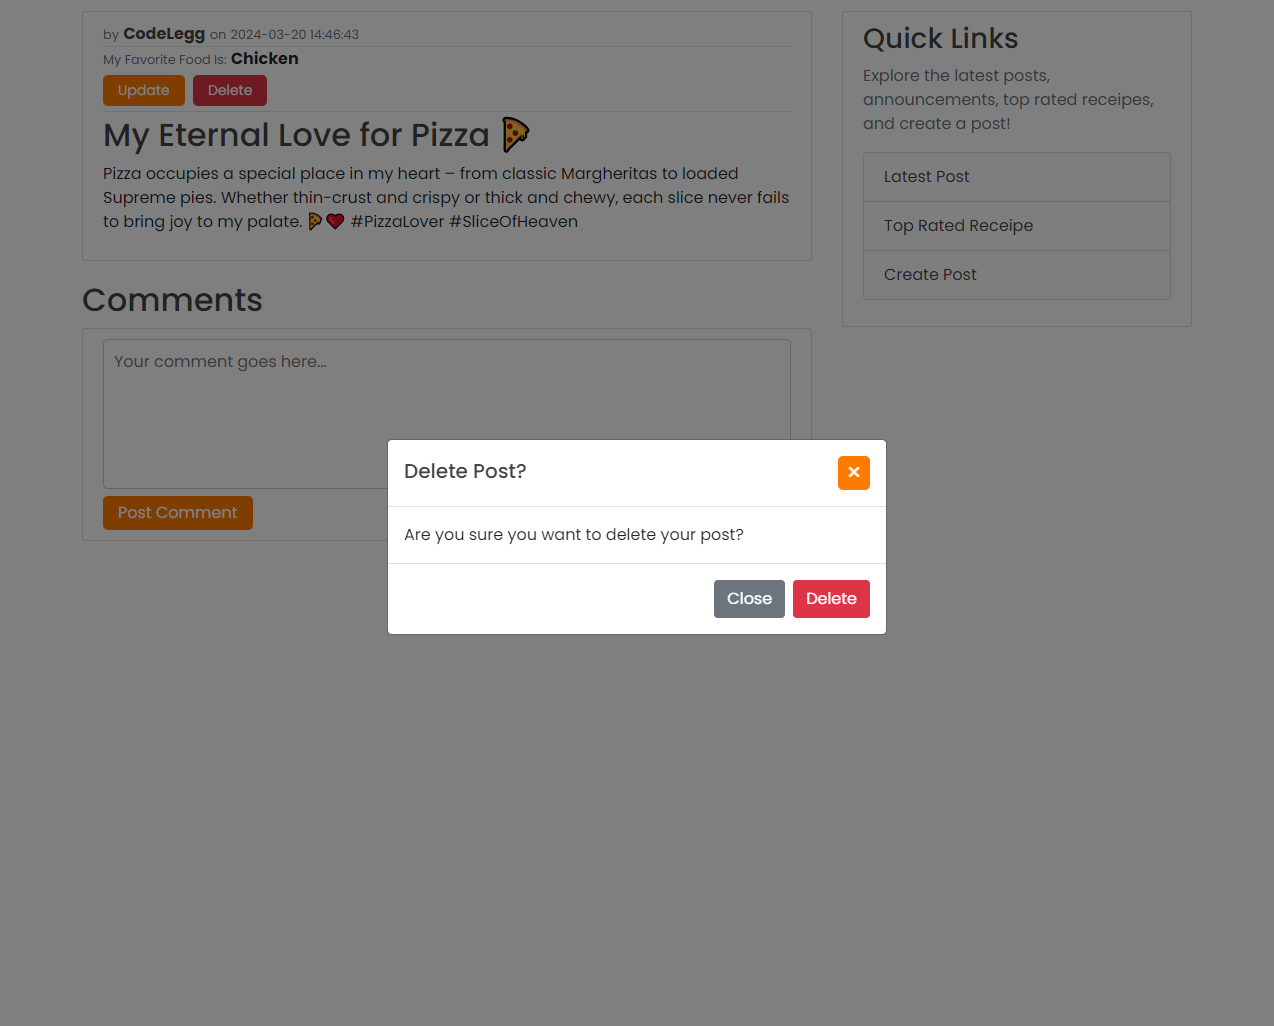 by CodeLegg on 2024-03-20 14:46:43
My Favorite Food Is: Chicken
Update Delete
My Eternal Love for Pizza 🍕
Pizza occupies a special place in my heart – from classic Margheritas to loaded
Supreme pies. Whether thin-crust and crispy or thick and chewy, each slice never fails
to bring joy to my palate. 🍕❤️ #PizzaLover #SliceOfHeaven
Comments
Your comment goes here...
Post Comment
Quick Links
Explore the latest posts,
announcements, top rated receipes,
and create a post!
Latest Post
Top Rated Receipe
Create Post
Delete Post?
×
Are you sure you want to delete your post?
Close Delete